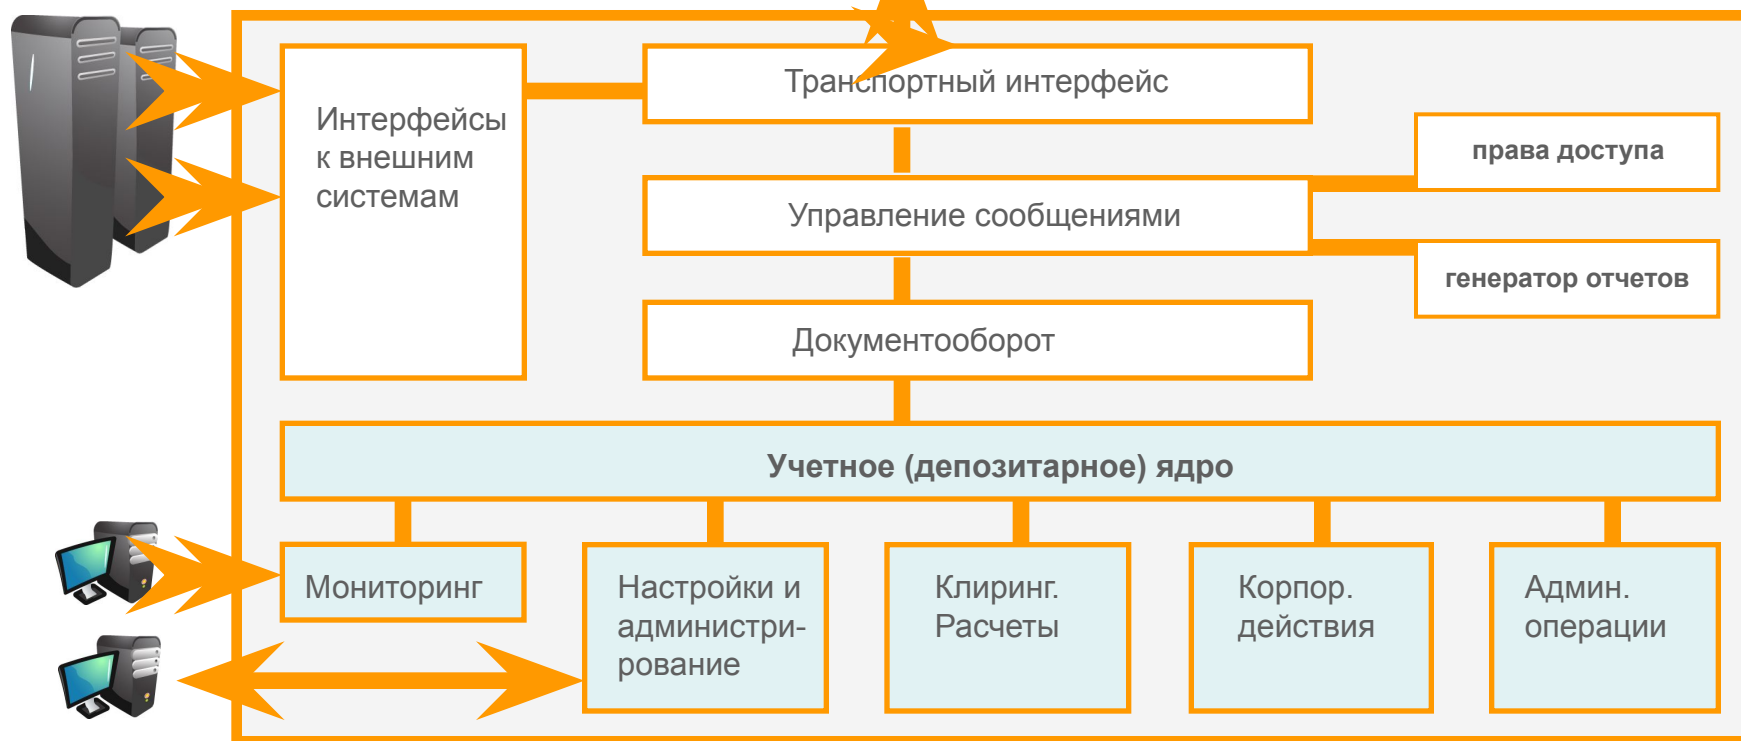 Транспортный интерфейс
Интерфейсы
к внешним
системам
права доступа
Управление сообщениями
генератор отчетов
Документооборот
Учетное (депозитарное) ядро
Мониторинг
Настройки и
администри-
рование
Клиринг.
Расчеты
Корпор.
действия
Админ.
операции